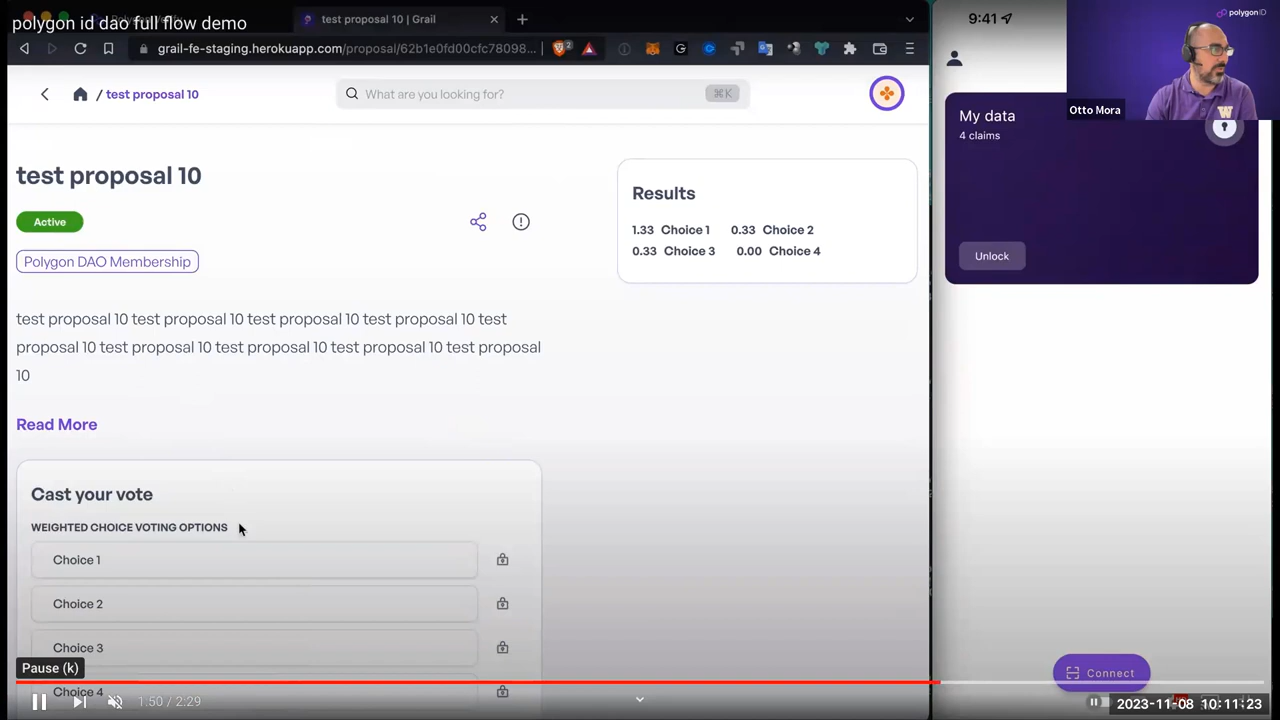 polygon id dao full flow demo
test proposal 10 | Grail
grail-fe-staging.herokuapp.com/proposal/62b1e0fd00cfc78098...
2
/ test proposal 10
What are you looking for?
⌘K
test proposal 10
Active
Polygon DAO Membership
Results
1.33 Choice 1 0.33 Choice 2
0.33 Choice 3 0.00 Choice 4
test proposal 10 test proposal 10 test proposal 10 test proposal 10 test
proposal 10 test proposal 10 test proposal 10 test proposal 10 test proposal
10
Read More
Cast your vote
WEIGHTED CHOICE VOTING OPTIONS
Choice 1
Choice 2
Choice 3
Choice 4
Pause (k)
1:50 / 2:29
9:41
My data
4 claims
Unlock
Connect
polygon ID
Otto Mora
W
2023-11-08 10:11:23